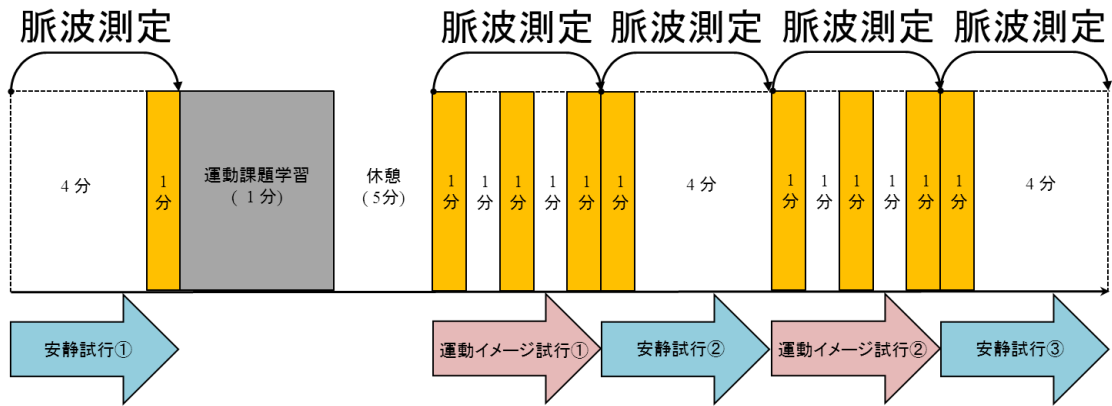 脈波測定
脈波測定
脈波測定
脈波測定
脈波測定
4 分
1
分
運動課題学習
( 1 分)
休憩
( 5分)
1
分
1
分
1
分
1
分
1
分
1
分
4 分
1
分
1
分
1
分
1
分
1
分
1
分
4 分
安静試行①
運動イメージ試行①
安静試行②
運動イメージ試行②
安静試行③